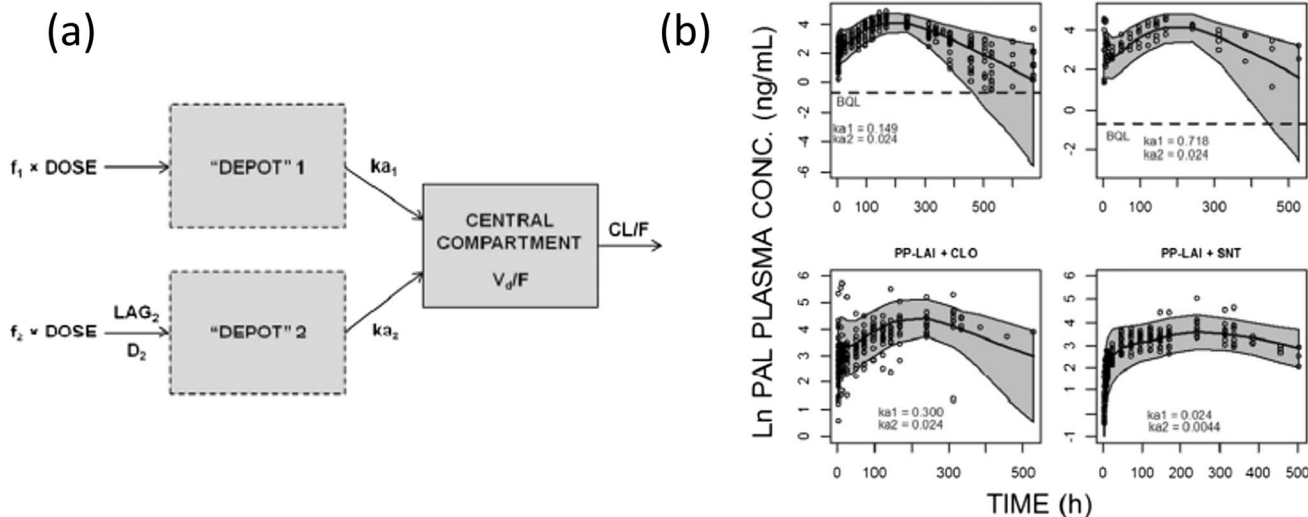 (a)
f₁ × DOSE
"DEPOT" 1
ka₁
LAG₂
f₂ × DOSE
D₂
"DEPOT" 2
ka₂
CENTRAL
COMPARTMENT
V_d/F
CL/F
(b)
Ln PAL PLASMA CONC. (ng/mL)
4
2
0
-2
-4
-6
BQL
ka1 = 0.149
ka2 = 0.024
0 100 300 500
4
2
0
-2
BQL
ka1 = 0.718
ka2 = 0.024
0 100 200 300 400 500
PP-LAI + CLO
6
5
4
3
2
1
0
ka1 = 0.300
ka2 = 0.024
0 100 200 300 400 500
PP-LAI + SNT
6
5
4
3
2
1
-1
ka1 = 0.024
ka2 = 0.0044
0 100 200 300 400 500
TIME (h)